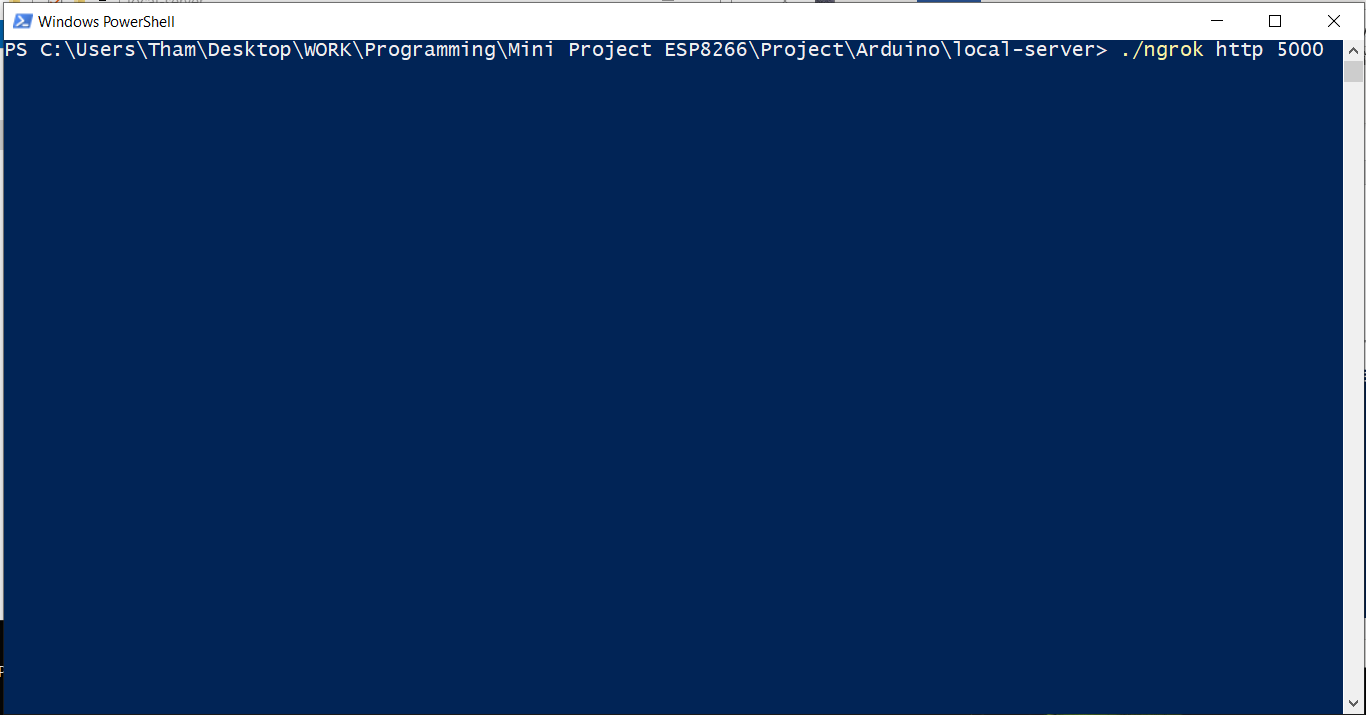 Windows PowerShell
PS C:\Users\Tham\Desktop\WORK\Programming\Mini Project ESP8266\Project\Arduino\local-server> ./ngrok http 5000